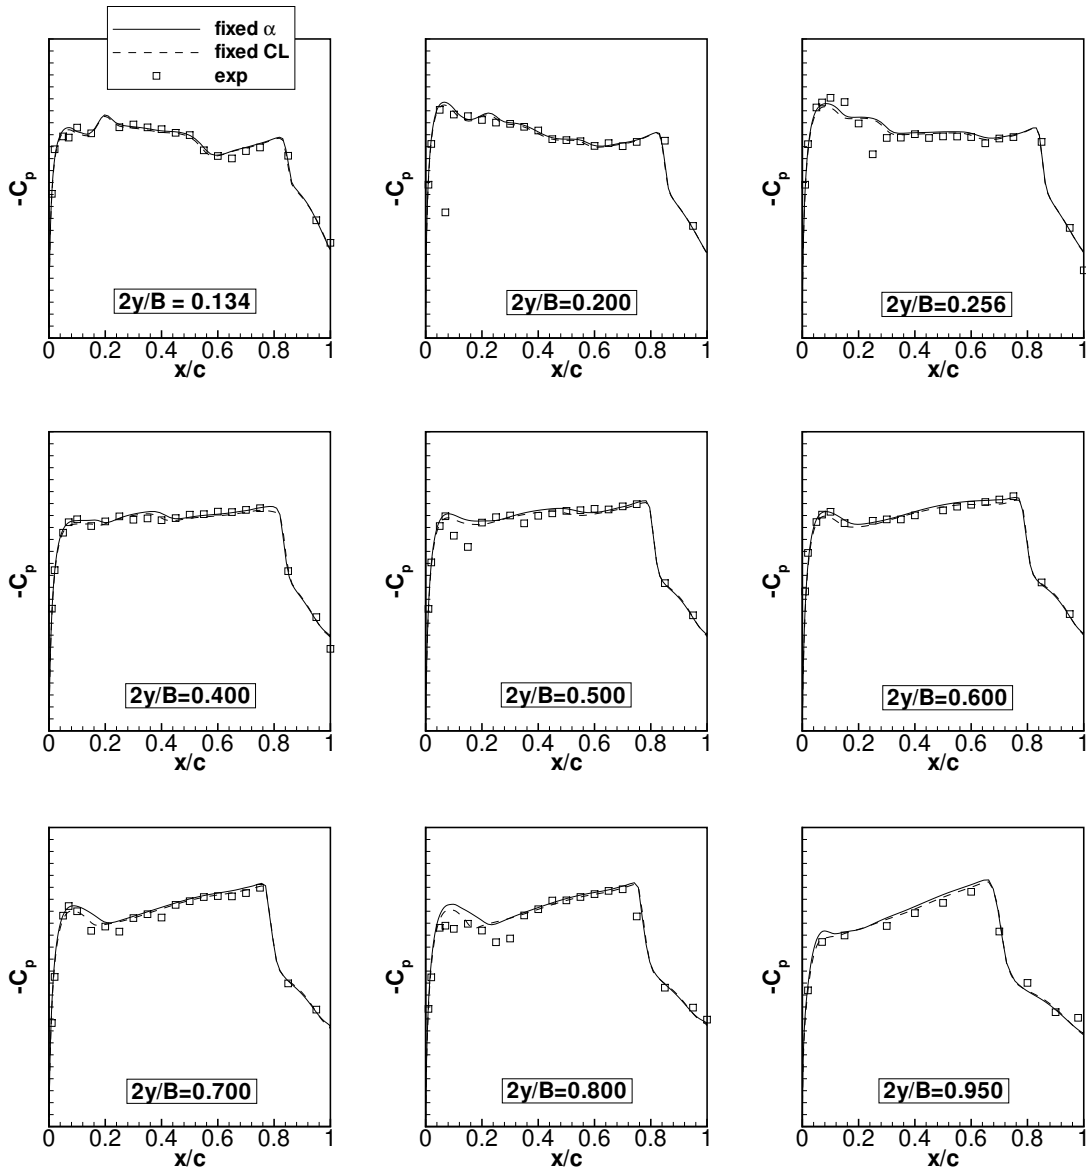 fixed α
fixed CL
exp
-Cp
-Cp
-Cp
2y/B = 0.134
2y/B=0.200
2y/B=0.256
0 0.2 0.4 0.6 0.8 1
0 0.2 0.4 0.6 0.8 1
0 0.2 0.4 0.6 0.8 1
x/c
x/c
x/c
-Cp
-Cp
-Cp
2y/B=0.400
2y/B=0.500
2y/B=0.600
0 0.2 0.4 0.6 0.8 1
0 0.2 0.4 0.6 0.8 1
0 0.2 0.4 0.6 0.8 1
x/c
x/c
x/c
-Cp
-Cp
-Cp
2y/B=0.700
2y/B=0.800
2y/B=0.950
0 0.2 0.4 0.6 0.8 1
0 0.2 0.4 0.6 0.8 1
0 0.2 0.4 0.6 0.8 1
x/c
x/c
x/c